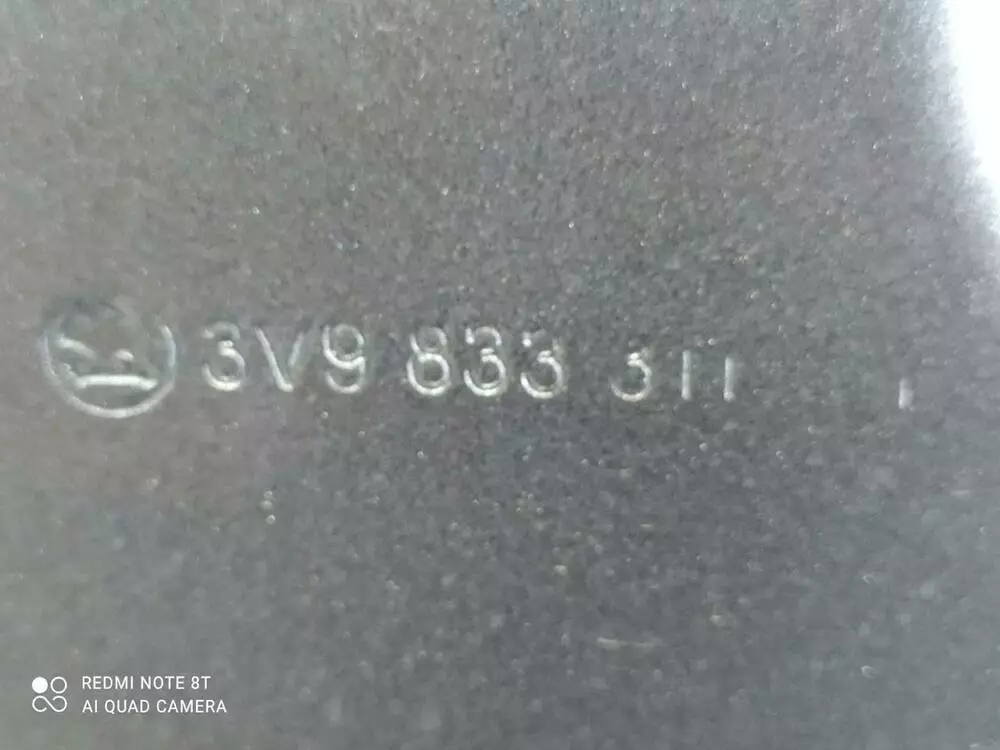 3V9 833 311
REDMI NOTE 8T
AI QUAD CAMERA